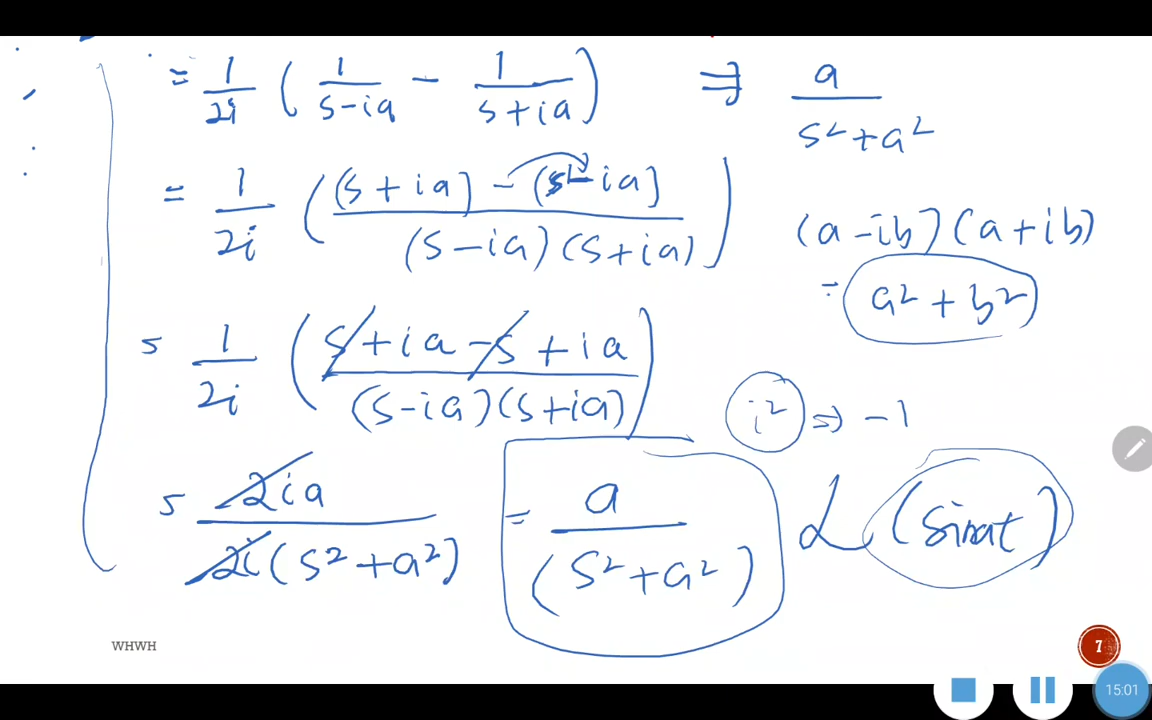 = 1/2i ( 1/s-ia - 1/s+ia ) ⇒ a/s²+a²
= 1/2i ( (s+ia) - (s-ia) / (s-ia)(s+ia) )
(a-ib)(a+ib)
= a²+b²
= 1/2i ( s+ia-s+ia / (s-ia)(s+ia) )
i² ⇒ -1
= 2ia / 2i(s²+a²) = a/(s²+a²) L(sinat)
WHWH
7
15:01